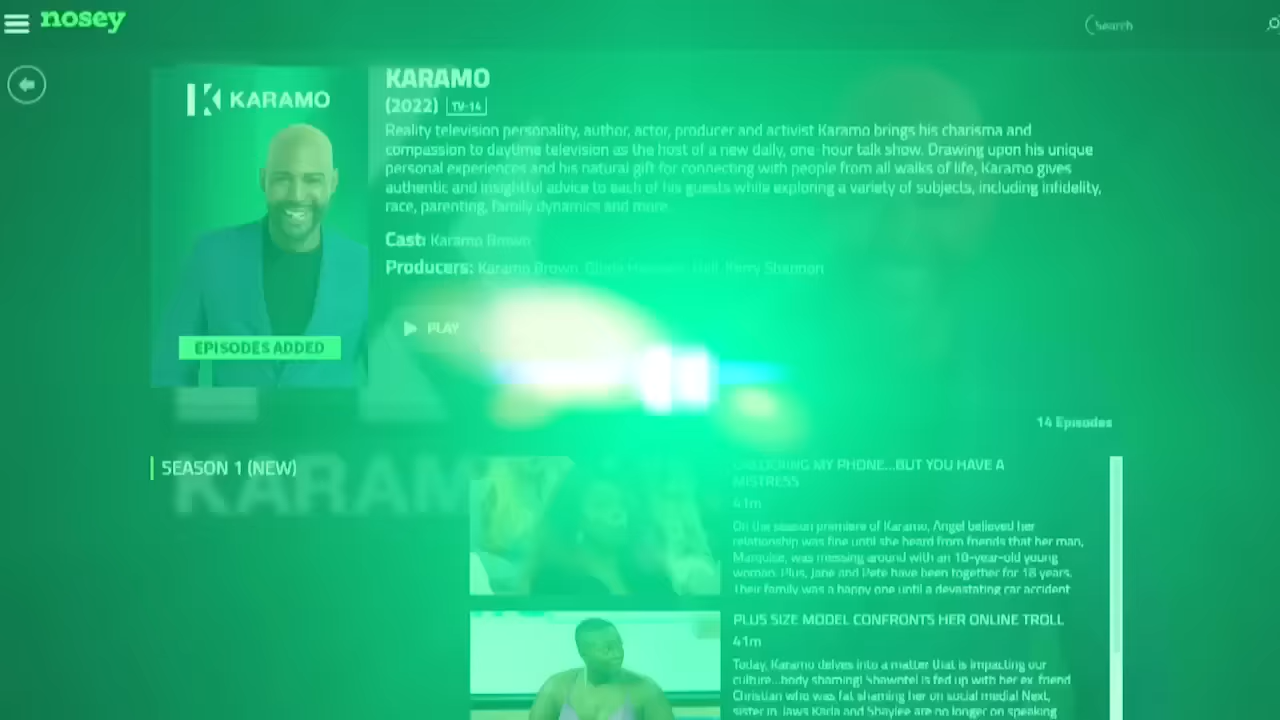 nosey
Search
KARAMO
KARAMO
(2022) TV-14
Reality television personality, author, actor, producer and activist Karamo brings his charisma and
compassion to daytime television as the host of a new daily, one-hour talk show. Drawing upon his unique
personal experiences and his natural gift for connecting with people from all walks of life, Karamo gives
authentic and insightful advice to each of his guests while exploring a variety of subjects, including infidelity,
race, parenting, family dynamics and more.
Cast: Karamo Brown
Producers: Karamo Brown, Kerry Shannon
PLAY
EPISODES ADDED
14 Episodes
SEASON 1 (NEW)
KARAM
MY PHONE...BUT YOU HAVE A
MISTRESS
41m
On the season premiere of Karamo, Angel believed her
relationship was fine until she heard from friends that her man,
Marquise, was messing around with an 18-year-old young
woman. Plus, Jane and Pete have been together for 18 years.
Their family was a happy one until a devastating car accident
PLUS SIZE MODEL CONFRONTS HER ONLINE TROLL
41m
Today, Karamo delves into a matter that is impacting our
culture...body shaming! Shawntel is fed up with her ex-friend
Christian who was fat shaming her on social media! Next,
sister in-laws Karla and Shaylee are no longer on speaking